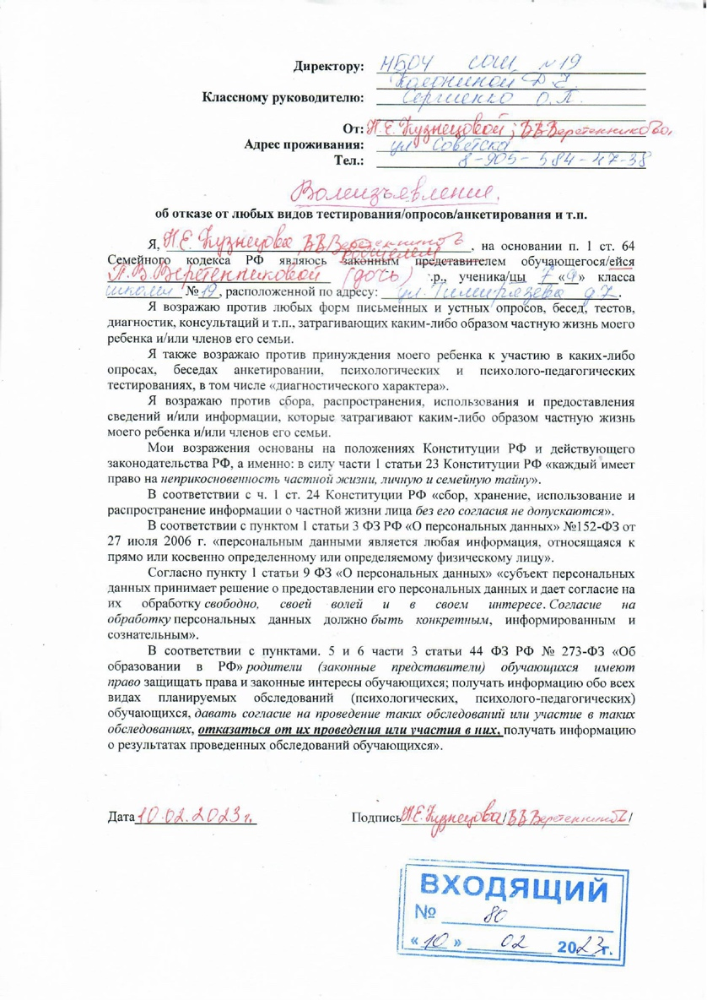 Директору: МБОУ СОШ №19
Калениной Д.Е.
Классному руководителю: Сергиенко О.П.
От: Н.Е.Кузнецовой; В.В.Веретенниково,
Адрес проживания: ул Советска
Тел.: 8-905-584-47-38
Волеизъявление.
об отказе от любых видов тестирования/опросов/анкетирования и т.п.
Я, Н.Е. Кузнецова В.В.Веретенников, на основании п. 1 ст. 64
родителем
Семейного кодекса РФ являюсь законным представителем обучающегося/ейся
В.Веретенниковой (дочь) .р., ученика/цы 7 « » класса
школы №19, расположенной по адресу: ул. Тимирязева д.7.
Я возражаю против любых форм письменных и устных опросов, бесед, тестов,
диагностик, консультаций и т.п., затрагивающих каким-либо образом частную жизнь моего
ребенка и/или членов его семьи.
Я также возражаю против принуждения моего ребенка к участию в каких-либо
опросах, беседах анкетировании, психологических и психолого-педагогических
тестированиях, в том числе «диагностического характера».
Я возражаю против сбора, распространения, использования и предоставления
сведений и/или информации, которые затрагивают каким-либо образом частную жизнь
моего ребенка и/или членов его семьи.
Мои возражения основаны на положениях Конституции РФ и действующего
законодательства РФ, а именно: в силу части 1 статьи 23 Конституции РФ «каждый имеет
право на неприкосновенность частной жизни, личную и семейную тайну».
В соответствии с ч. 1 ст. 24 Конституции РФ «сбор, хранение, использование и
распространение информации о частной жизни лица без его согласия не допускаются».
В соответствии с пунктом 1 статьи 3 ФЗ РФ «О персональных данных» №152-ФЗ от
27 июля 2006 г. «персональным данными является любая информация, относящаяся к
прямо или косвенно определенному или определяемому физическому лицу».
Согласно пункту 1 статьи 9 ФЗ «О персональных данных» «субъект персональных
данных принимает решение о предоставлении его персональных данных и дает согласие на
их обработку свободно, своей волей и в своем интересе. Согласие на
обработку персональных данных должно быть конкретным, информированным и
сознательным».
В соответствии с пунктами. 5 и 6 части 3 статьи 44 ФЗ РФ № 273-ФЗ «Об
образовании в РФ» родители (законные представители) обучающихся имеют
право защищать права и законные интересы обучающихся; получать информацию обо всех
видах планируемых обследований (психологических, психолого-педагогических)
обучающихся, давать согласие на проведение таких обследований или участие в таких
обследованиях, отказаться от их проведения или участия в них, получать информацию
о результатах проведенных обследований обучающихся».
Дата 10.02.2023г. Подпись Н.Е.Кузнецова/В.В.Веретенников/
ВХОДЯЩИЙ
№ 80
«10» 02 2023г.